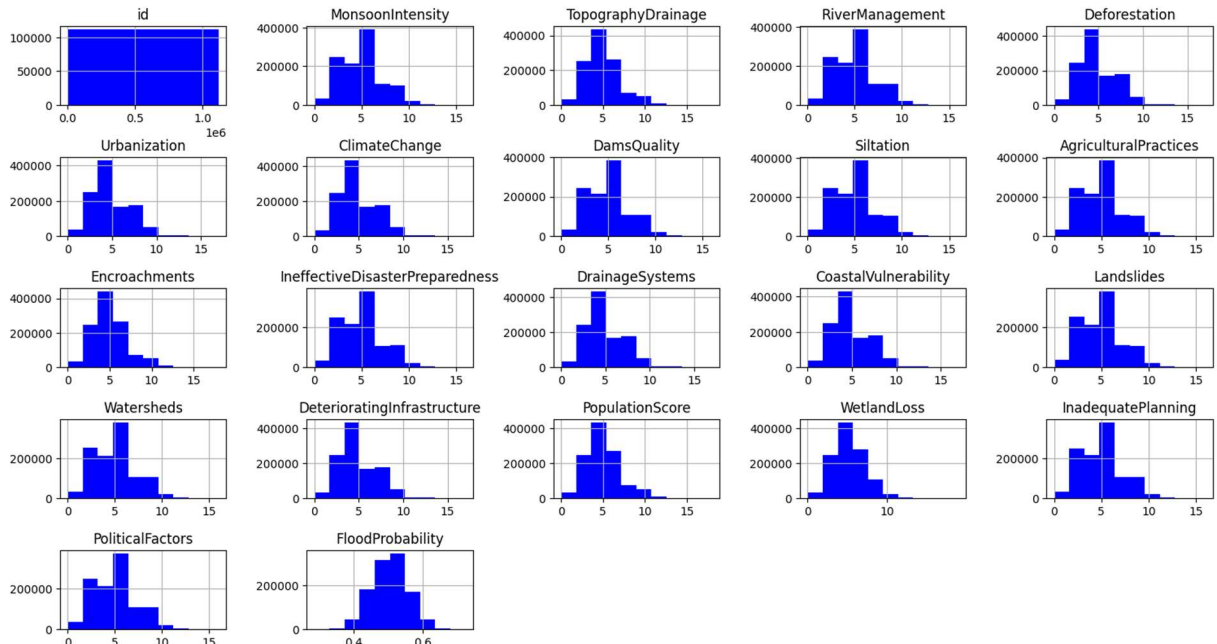 id MonsoonIntensity TopographyDrainage RiverManagement Deforestation
100000 50000 0 400000 200000 0 400000 200000 0 400000 200000 0 400000 200000 0
0.0 0.5 1.0 0 5 10 15 0 5 10 15 0 5 10 15 0 5 10 15
1e6
Urbanization ClimateChange DamsQuality Siltation AgriculturalPractices
400000 200000 0 400000 200000 0 400000 200000 0 400000 200000 0 400000 200000 0
0 5 10 15 0 5 10 15 0 5 10 15 0 5 10 15 0 5 10 15
Encroachments IneffectiveDisasterPreparedness DrainageSystems CoastalVulnerability Landslides
400000 200000 0 200000 0 400000 200000 0 400000 200000 0 200000 0
0 5 10 15 0 5 10 15 0 5 10 15 0 5 10 15 0 5 10 15
Watersheds DeterioratingInfrastructure PopulationScore WetlandLoss InadequatePlanning
200000 0 400000 200000 0 400000 200000 0 400000 200000 0 200000 0
0 5 10 15 0 5 10 15 0 5 10 15 0 10 0 5 10 15
PoliticalFactors FloodProbability
200000 0 200000 0
0 5 10 15 0.4 0.6